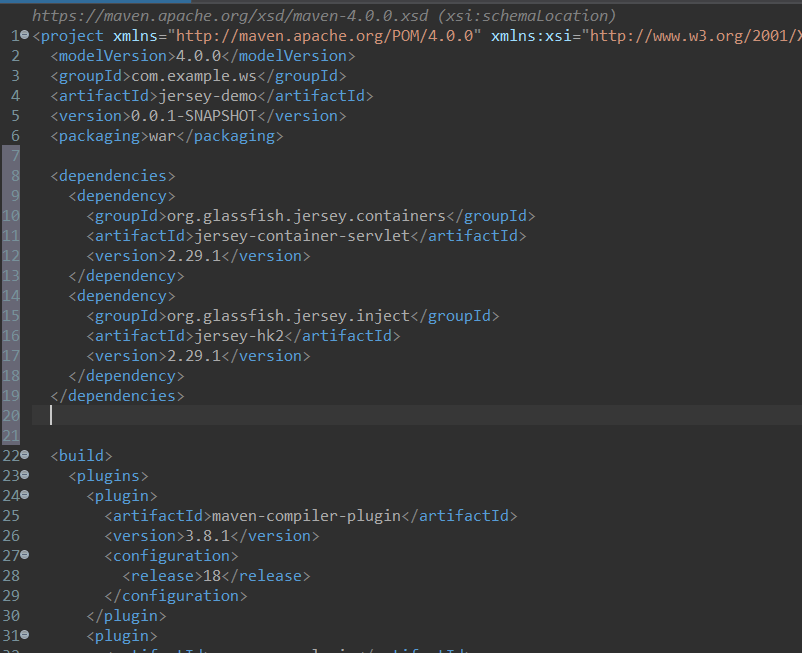 https://maven.apache.org/xsd/maven-4.0.0.xsd (xsi:schemaLocation)
1 <project xmlns="http://maven.apache.org/POM/4.0.0" xmlns:xsi="http://www.w3.org/2001/X
2 <modelVersion>4.0.0</modelVersion>
3 <groupId>com.example.ws</groupId>
4 <artifactId>jersey-demo</artifactId>
5 <version>0.0.1-SNAPSHOT</version>
6 <packaging>war</packaging>
7
8 <dependencies>
9 <dependency>
10 <groupId>org.glassfish.jersey.containers</groupId>
11 <artifactId>jersey-container-servlet</artifactId>
12 <version>2.29.1</version>
13 </dependency>
14 <dependency>
15 <groupId>org.glassfish.jersey.inject</groupId>
16 <artifactId>jersey-hk2</artifactId>
17 <version>2.29.1</version>
18 </dependency>
19 </dependencies>
20
21
22 <build>
23 <plugins>
24 <plugin>
25 <artifactId>maven-compiler-plugin</artifactId>
26 <version>3.8.1</version>
27 <configuration>
28 <release>18</release>
29 </configuration>
30 </plugin>
31 <plugin>